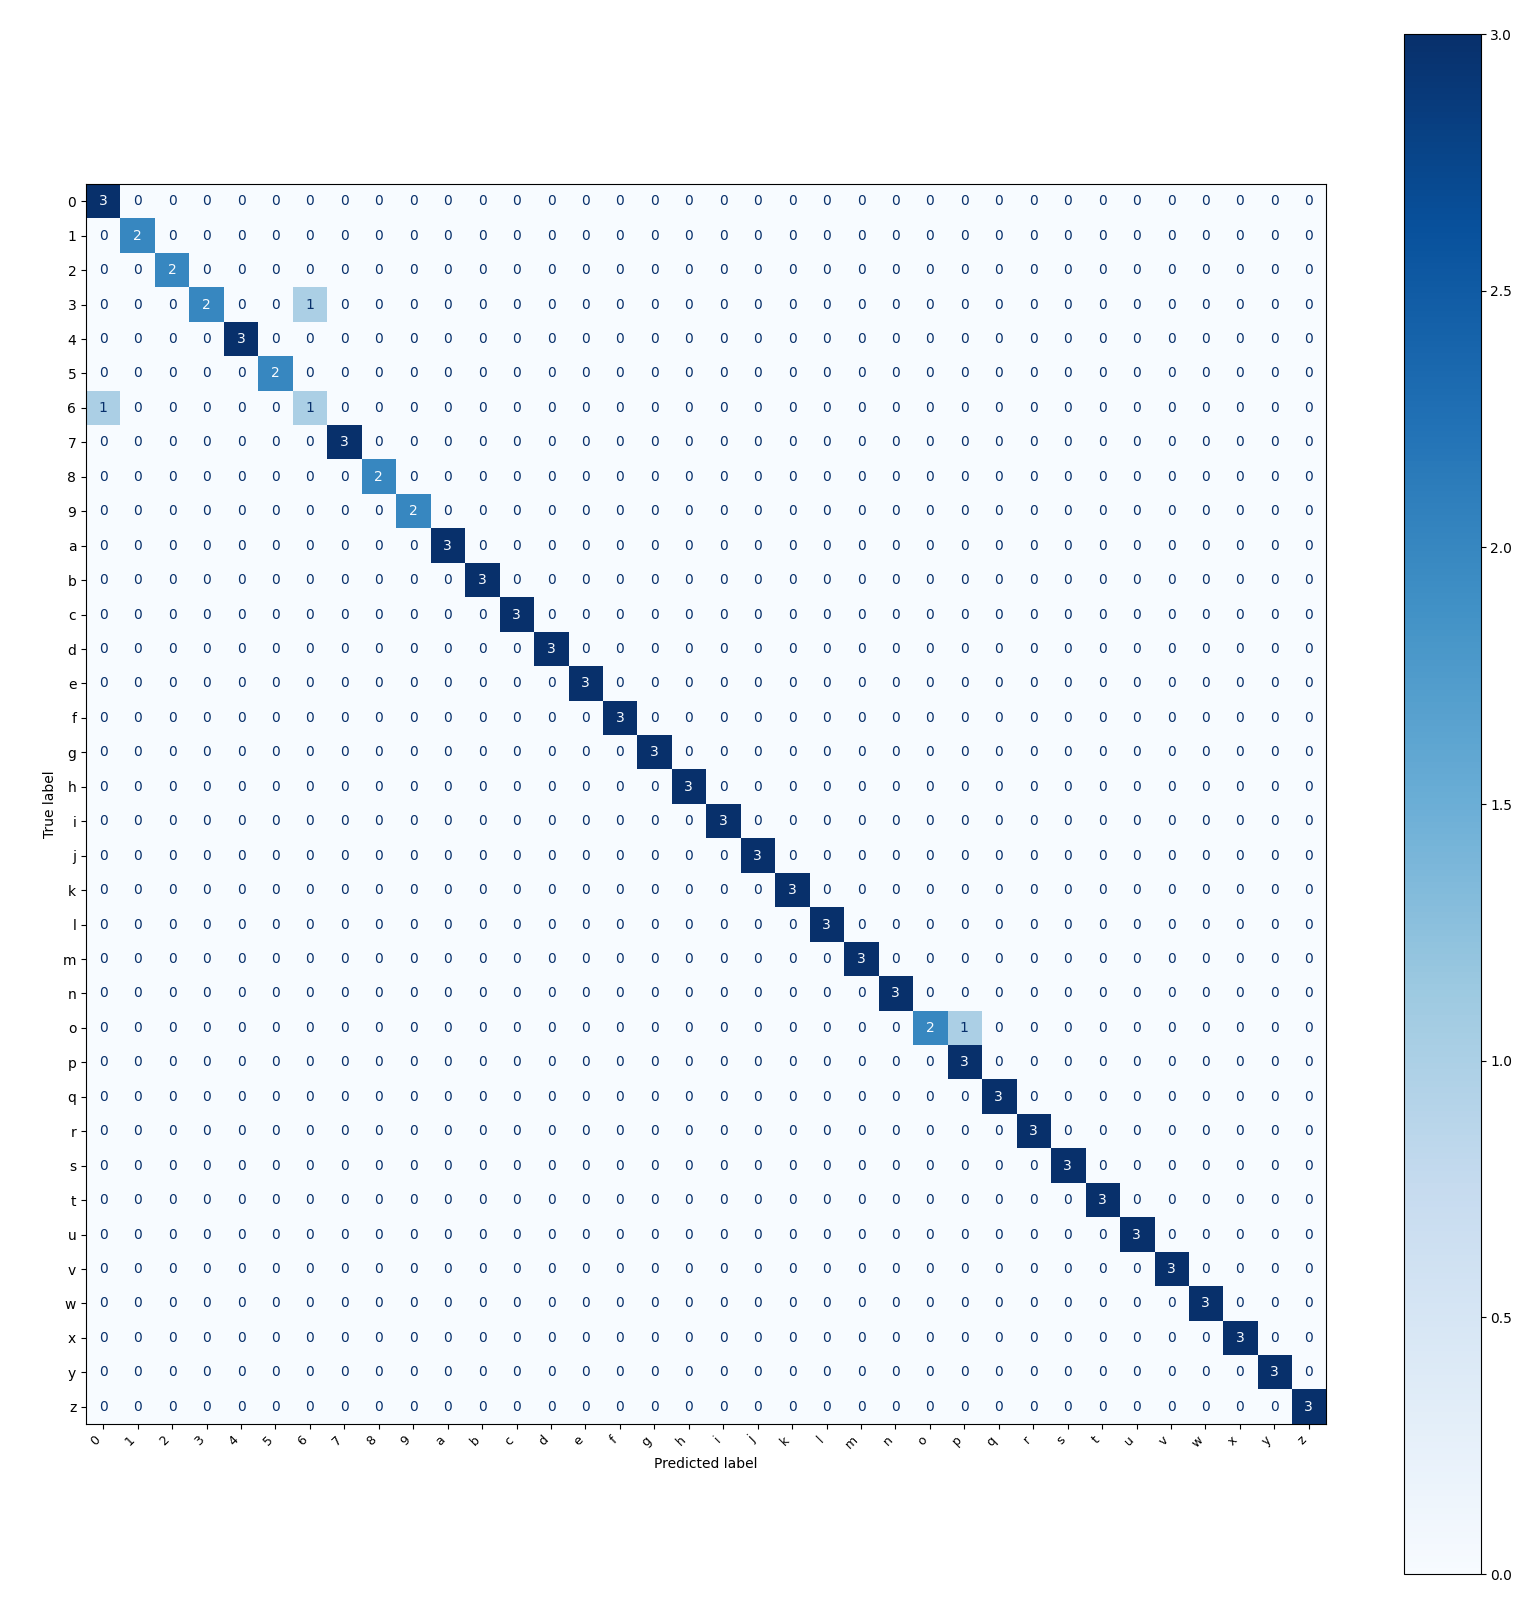 0 3 0 0 0 0 0 0 0 0 0 0 0 0 0 0 0 0 0 0 0 0 0 0 0 0 0 0 0 0 0 0 0 0 0 0 0
1 0 2 0 0 0 0 0 0 0 0 0 0 0 0 0 0 0 0 0 0 0 0 0 0 0 0 0 0 0 0 0 0 0 0 0 0
2 0 0 2 0 0 0 0 0 0 0 0 0 0 0 0 0 0 0 0 0 0 0 0 0 0 0 0 0 0 0 0 0 0 0 0 0
3 0 0 0 2 0 0 1 0 0 0 0 0 0 0 0 0 0 0 0 0 0 0 0 0 0 0 0 0 0 0 0 0 0 0 0 0
4 0 0 0 0 3 0 0 0 0 0 0 0 0 0 0 0 0 0 0 0 0 0 0 0 0 0 0 0 0 0 0 0 0 0 0 0
5 0 0 0 0 0 2 0 0 0 0 0 0 0 0 0 0 0 0 0 0 0 0 0 0 0 0 0 0 0 0 0 0 0 0 0 0
6 1 0 0 0 0 0 1 0 0 0 0 0 0 0 0 0 0 0 0 0 0 0 0 0 0 0 0 0 0 0 0 0 0 0 0 0
7 0 0 0 0 0 0 0 3 0 0 0 0 0 0 0 0 0 0 0 0 0 0 0 0 0 0 0 0 0 0 0 0 0 0 0 0
8 0 0 0 0 0 0 0 0 2 0 0 0 0 0 0 0 0 0 0 0 0 0 0 0 0 0 0 0 0 0 0 0 0 0 0 0
9 0 0 0 0 0 0 0 0 0 2 0 0 0 0 0 0 0 0 0 0 0 0 0 0 0 0 0 0 0 0 0 0 0 0 0 0
a 0 0 0 0 0 0 0 0 0 0 3 0 0 0 0 0 0 0 0 0 0 0 0 0 0 0 0 0 0 0 0 0 0 0 0 0
b 0 0 0 0 0 0 0 0 0 0 0 3 0 0 0 0 0 0 0 0 0 0 0 0 0 0 0 0 0 0 0 0 0 0 0 0
c 0 0 0 0 0 0 0 0 0 0 0 0 3 0 0 0 0 0 0 0 0 0 0 0 0 0 0 0 0 0 0 0 0 0 0 0
d 0 0 0 0 0 0 0 0 0 0 0 0 0 3 0 0 0 0 0 0 0 0 0 0 0 0 0 0 0 0 0 0 0 0 0 0
e 0 0 0 0 0 0 0 0 0 0 0 0 0 0 3 0 0 0 0 0 0 0 0 0 0 0 0 0 0 0 0 0 0 0 0 0
f 0 0 0 0 0 0 0 0 0 0 0 0 0 0 0 3 0 0 0 0 0 0 0 0 0 0 0 0 0 0 0 0 0 0 0 0
g 0 0 0 0 0 0 0 0 0 0 0 0 0 0 0 0 3 0 0 0 0 0 0 0 0 0 0 0 0 0 0 0 0 0 0 0
h 0 0 0 0 0 0 0 0 0 0 0 0 0 0 0 0 0 3 0 0 0 0 0 0 0 0 0 0 0 0 0 0 0 0 0 0
i 0 0 0 0 0 0 0 0 0 0 0 0 0 0 0 0 0 0 3 0 0 0 0 0 0 0 0 0 0 0 0 0 0 0 0 0
j 0 0 0 0 0 0 0 0 0 0 0 0 0 0 0 0 0 0 0 3 0 0 0 0 0 0 0 0 0 0 0 0 0 0 0 0
k 0 0 0 0 0 0 0 0 0 0 0 0 0 0 0 0 0 0 0 0 3 0 0 0 0 0 0 0 0 0 0 0 0 0 0 0
l 0 0 0 0 0 0 0 0 0 0 0 0 0 0 0 0 0 0 0 0 0 3 0 0 0 0 0 0 0 0 0 0 0 0 0 0
m 0 0 0 0 0 0 0 0 0 0 0 0 0 0 0 0 0 0 0 0 0 0 3 0 0 0 0 0 0 0 0 0 0 0 0 0
n 0 0 0 0 0 0 0 0 0 0 0 0 0 0 0 0 0 0 0 0 0 0 0 3 0 0 0 0 0 0 0 0 0 0 0 0
o 0 0 0 0 0 0 0 0 0 0 0 0 0 0 0 0 0 0 0 0 0 0 0 0 2 1 0 0 0 0 0 0 0 0 0 0
p 0 0 0 0 0 0 0 0 0 0 0 0 0 0 0 0 0 0 0 0 0 0 0 0 0 3 0 0 0 0 0 0 0 0 0 0
q 0 0 0 0 0 0 0 0 0 0 0 0 0 0 0 0 0 0 0 0 0 0 0 0 0 0 3 0 0 0 0 0 0 0 0 0
r 0 0 0 0 0 0 0 0 0 0 0 0 0 0 0 0 0 0 0 0 0 0 0 0 0 0 0 3 0 0 0 0 0 0 0 0
s 0 0 0 0 0 0 0 0 0 0 0 0 0 0 0 0 0 0 0 0 0 0 0 0 0 0 0 0 3 0 0 0 0 0 0 0
t 0 0 0 0 0 0 0 0 0 0 0 0 0 0 0 0 0 0 0 0 0 0 0 0 0 0 0 0 0 3 0 0 0 0 0 0
u 0 0 0 0 0 0 0 0 0 0 0 0 0 0 0 0 0 0 0 0 0 0 0 0 0 0 0 0 0 0 3 0 0 0 0 0
v 0 0 0 0 0 0 0 0 0 0 0 0 0 0 0 0 0 0 0 0 0 0 0 0 0 0 0 0 0 0 0 3 0 0 0 0
w 0 0 0 0 0 0 0 0 0 0 0 0 0 0 0 0 0 0 0 0 0 0 0 0 0 0 0 0 0 0 0 0 3 0 0 0
x 0 0 0 0 0 0 0 0 0 0 0 0 0 0 0 0 0 0 0 0 0 0 0 0 0 0 0 0 0 0 0 0 0 3 0 0
y 0 0 0 0 0 0 0 0 0 0 0 0 0 0 0 0 0 0 0 0 0 0 0 0 0 0 0 0 0 0 0 0 0 0 3 0
z 0 0 0 0 0 0 0 0 0 0 0 0 0 0 0 0 0 0 0 0 0 0 0 0 0 0 0 0 0 0 0 0 0 0 0 3
0 1 2 3 4 5 6 7 8 9 a b c d e f g h i j k l m n o p q r s t u v w x y z
Predicted label
True label
3.0
2.5
2.0
1.5
1.0
0.5
0.0